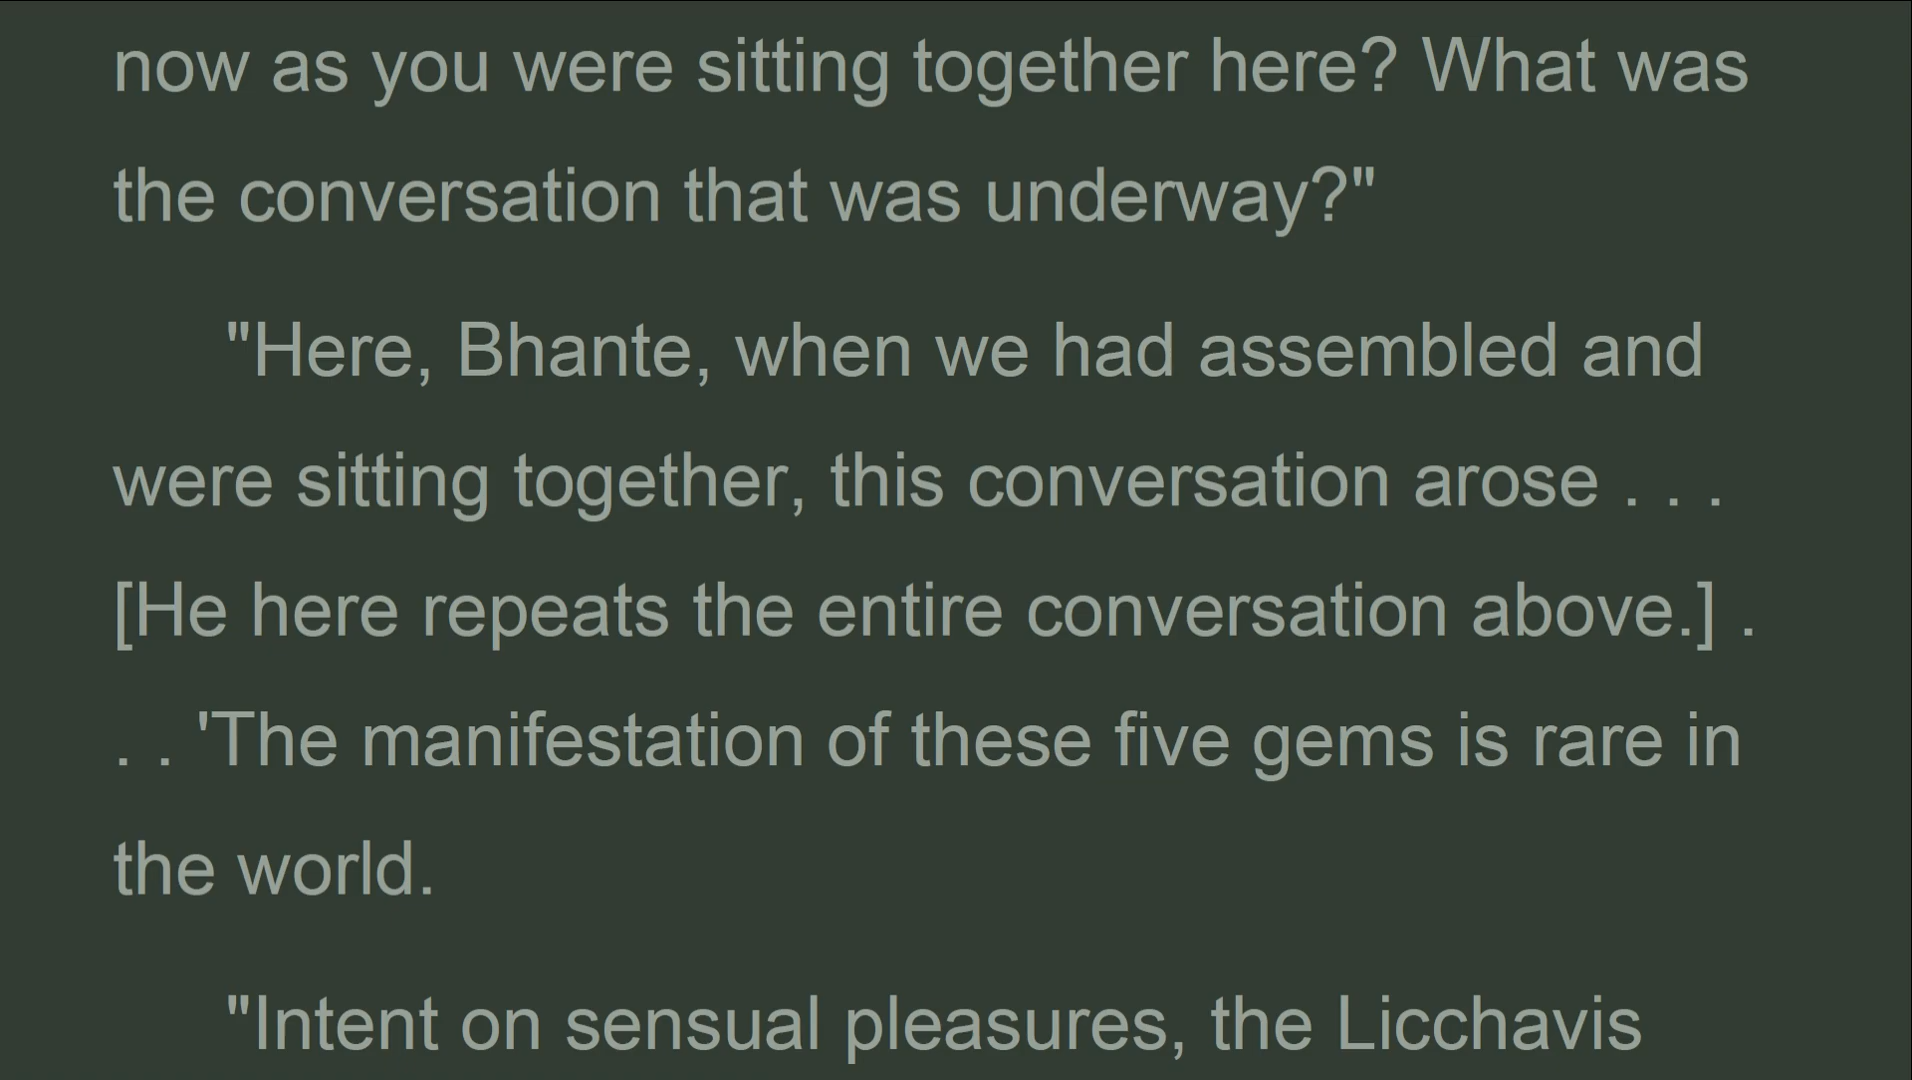 now as you were sitting together here? What was
the conversation that was underway?"
"Here, Bhante, when we had assembled and
were sitting together, this conversation arose . . .
[He here repeats the entire conversation above.] .
. . 'The manifestation of these five gems is rare in
the world.
"Intent on sensual pleasures, the Licchavis